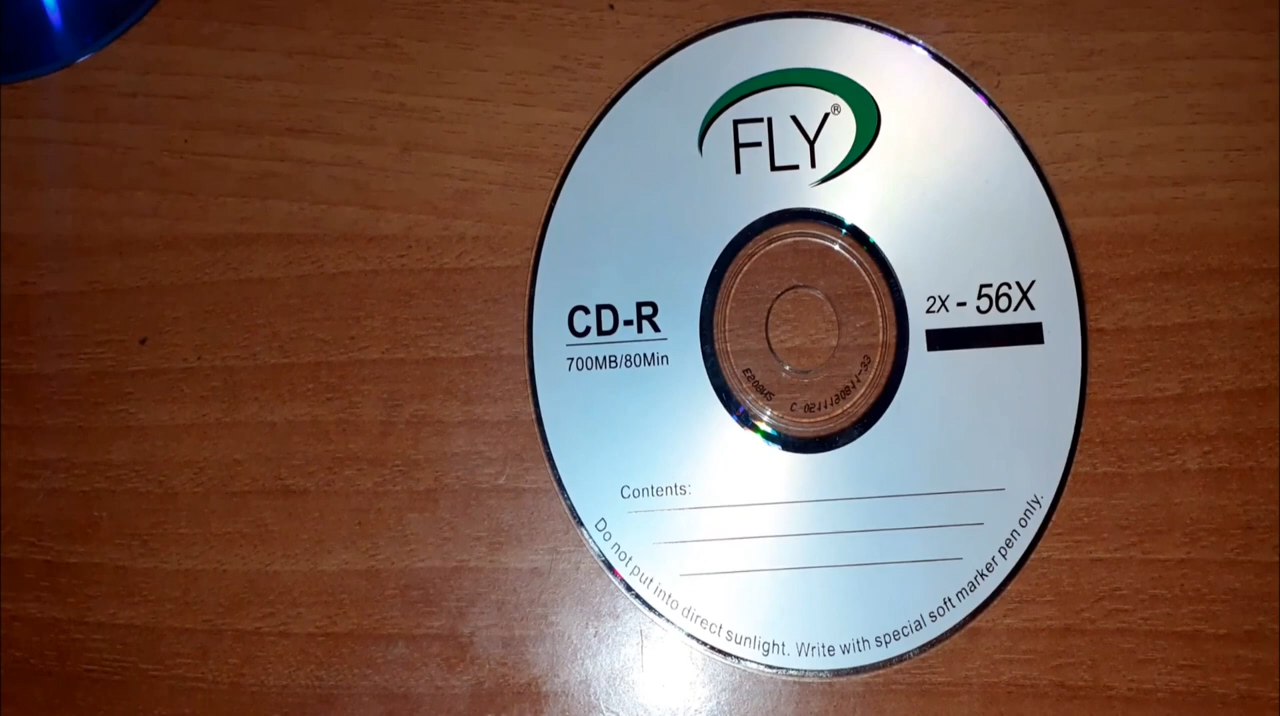 FLY®
CD-R
700MB/80Min
2X - 56X
Contents:
Do not put into direct sunlight. Write with special soft marker pen only.